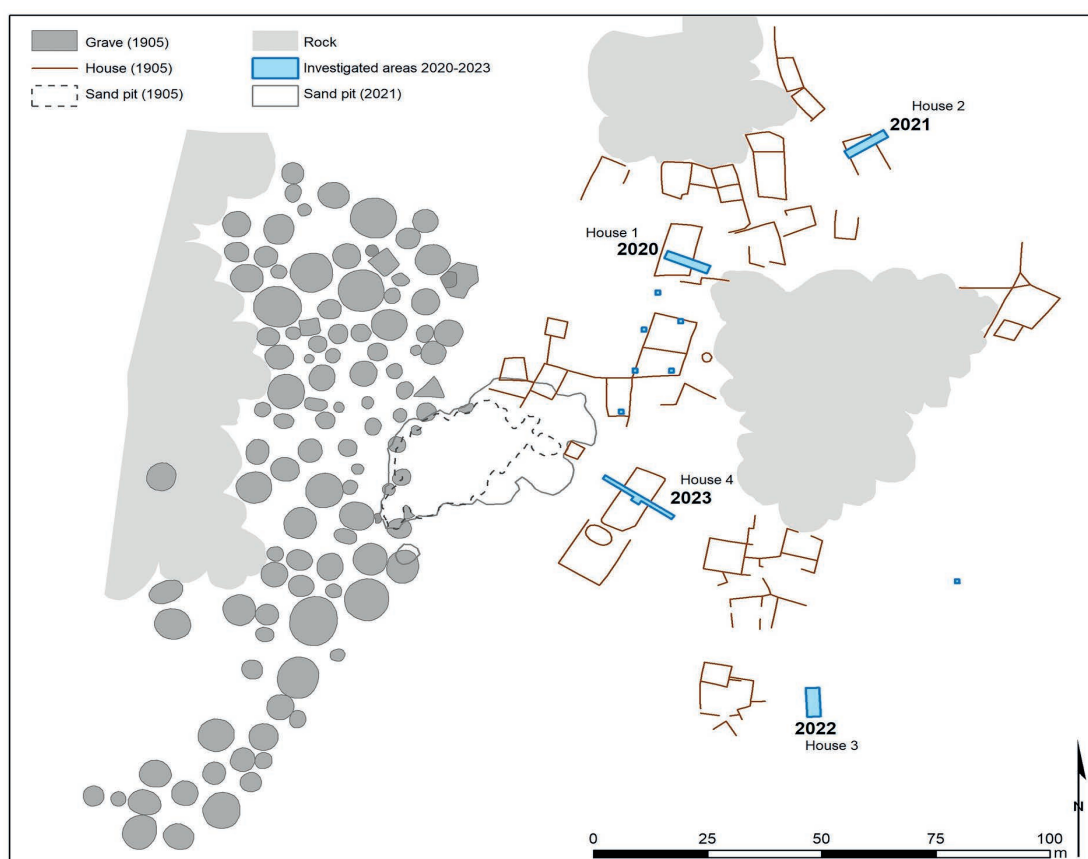 Grave (1905)
House (1905)
Sand pit (1905)
Rock
Investigated areas 2020-2023
Sand pit (2021)
House 2
2021
House 1
2020
House 4
2023
2022
House 3
N
0 25 50 75 100
m